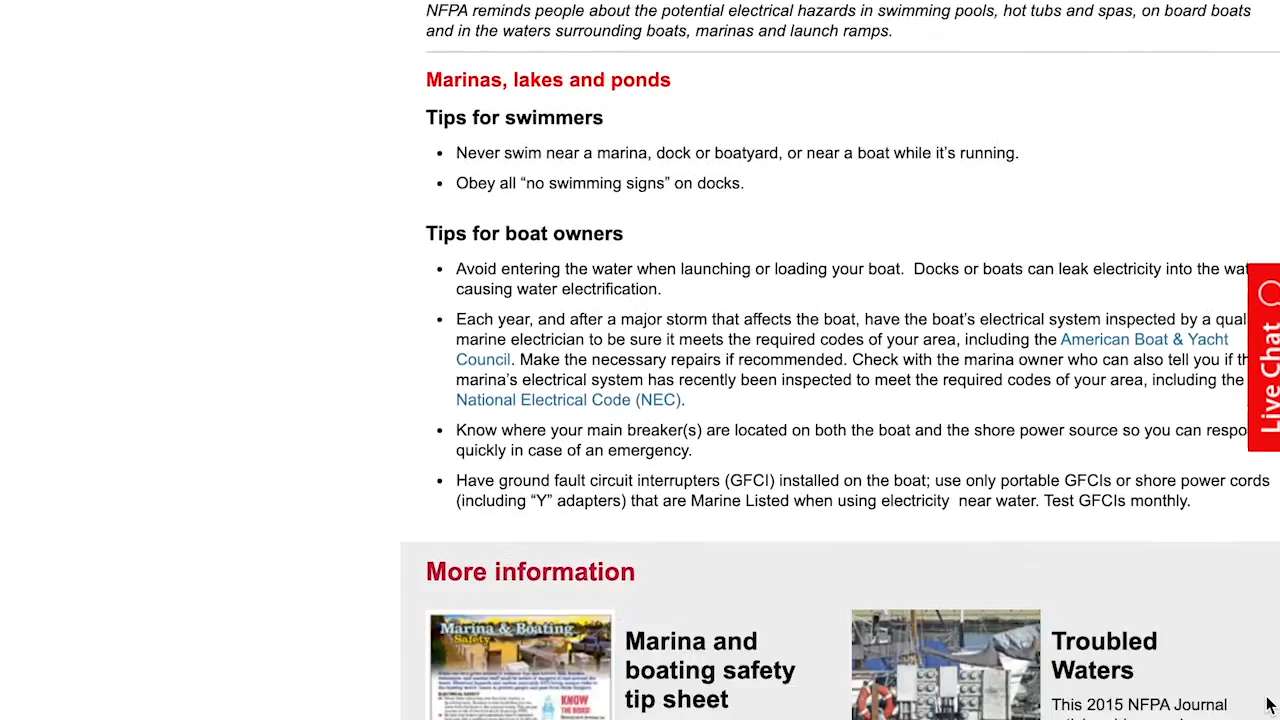 NFPA reminds people about the potential electrical hazards in swimming pools, hot tubs and spas, on board boats
and in the waters surrounding boats, marinas and launch ramps.
Marinas, lakes and ponds
Tips for swimmers
• Never swim near a marina, dock or boatyard, or near a boat while it’s running.
• Obey all “no swimming signs” on docks.
Tips for boat owners
• Avoid entering the water when launching or loading your boat.  Docks or boats can leak electricity into the
causing water electrification.
• Each year, and after a major storm that affects the boat, have the boat’s electrical system inspected by a
marine electrician to be sure it meets the required codes of your area, including the American Boat & Yacht
Council. Make the necessary repairs if recommended. Check with the marina owner who can also tell you if
marina’s electrical system has recently been inspected to meet the required codes of your area, including the
National Electrical Code (NEC).
• Know where your main breaker(s) are located on both the boat and the shore power source so you can
quickly in case of an emergency.
• Have ground fault circuit interrupters (GFCI) installed on the boat; use only portable GFCIs or shore power cords
(including “Y” adapters) that are Marine Listed when using electricity  near water. Test GFCIs monthly.
Live Chat
More information
Marina & Boating
Safety
KNOW
Marina and
boating safety
tip sheet
Troubled
Waters
This 2015 NFPA Journal